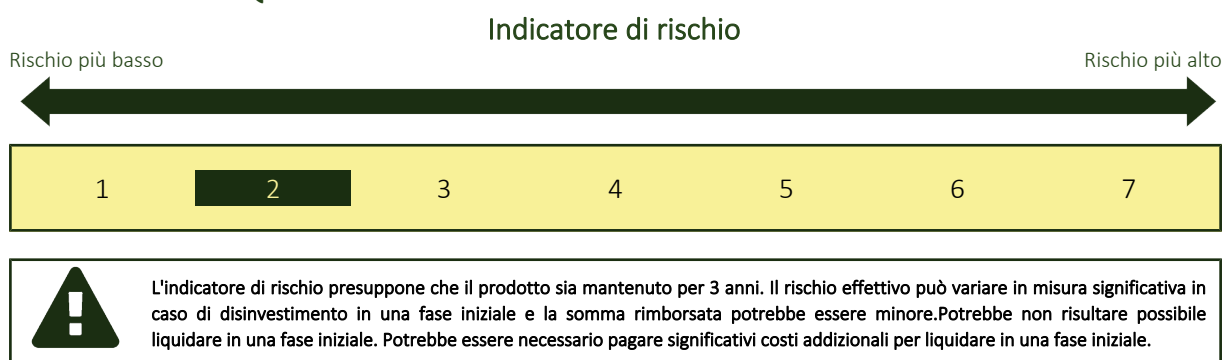 Indicatore di rischio
Rischio più basso
Rischio più alto
1 2 3 4 5 6 7
L'indicatore di rischio presuppone che il prodotto sia mantenuto per 3 anni. Il rischio effettivo può variare in misura significativa in
caso di disinvestimento in una fase iniziale e la somma rimborsata potrebbe essere minore.Potrebbe non risultare possibile
liquidare in una fase iniziale. Potrebbe essere necessario pagare significativi costi addizionali per liquidare in una fase iniziale.